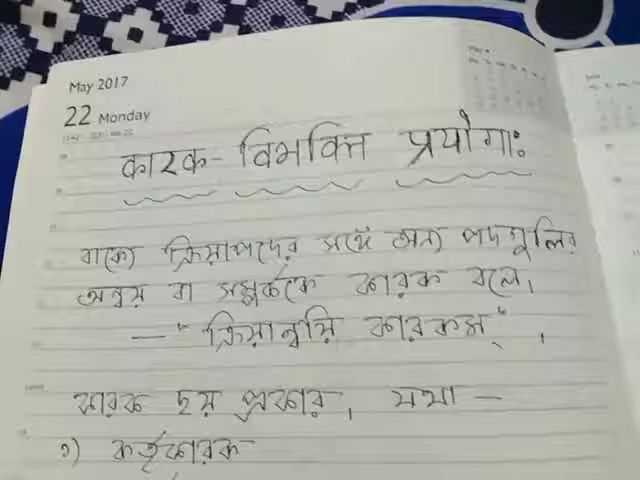 May 2017
22 Monday
কারক-বিভক্তি প্রয়োগাঃ
বাক্যে ক্রিয়াপদের সঙ্গে অন্য পদগুলির
অন্বয় বা সম্পর্ককে কারক বলে।
— "ক্রিয়ান্বয়ি কারকম্"।
কারক ছয় প্রকার। যথা —
১) কর্তৃকারক